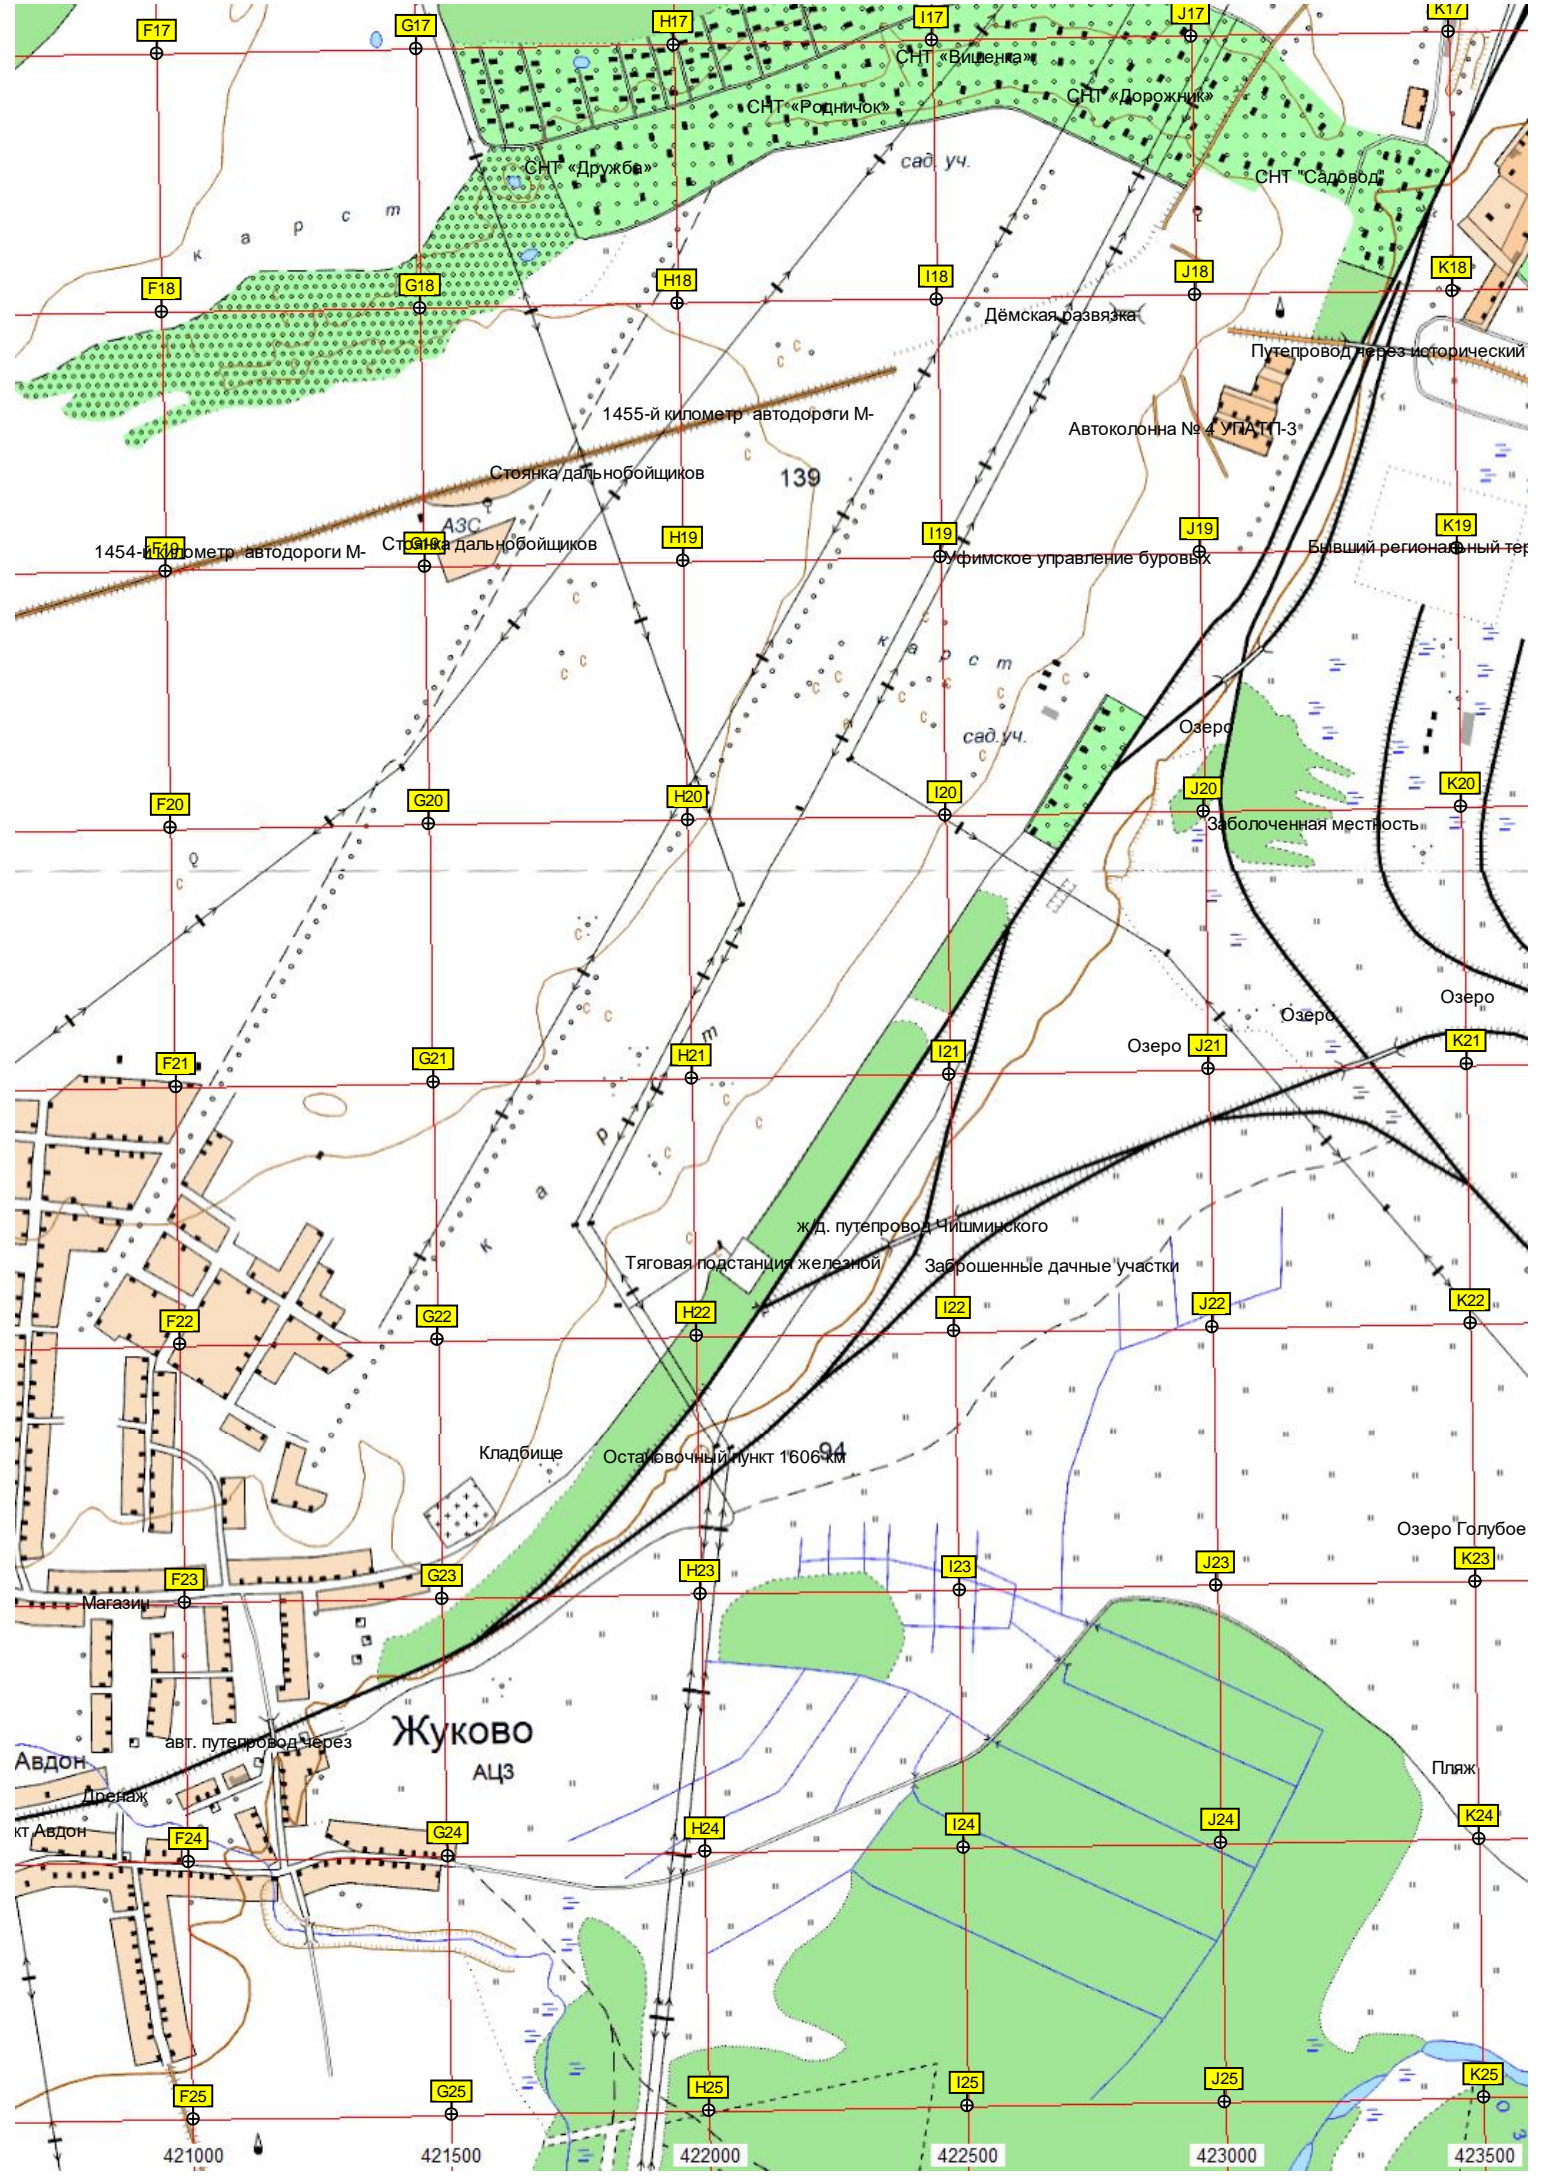 F17
G17
H17
I17
J17
K17
СНТ «Вишенка»
СНТ «Родничок»
СНТ «Дорожник»
сад. уч.
СНТ «Дружба»
СНТ "Садовод"
к а р с т
F18
G18
H18
I18
J18
K18
Дёмская развязка
Путепровод через исторический
1455-й километр автодороги М-
Автоколонна № 4 УПАТП-3
Стоянка дальнобойщиков
139
АЗС
F19
G19
H19
I19
J19
K19
1454-й километр автодороги М-
Стоянка дальнобойщиков
Уфимское управление буровых
Бывший региональный тер
к а р с т
сад.уч.
Озеро
F20
G20
H20
I20
J20
K20
Заболоченная местность
Озеро
Озеро
Озеро
F21
G21
H21
I21
J21
K21
к а р т
ж/д. путепровод Чишминского
Тяговая подстанция железной
Заброшенные дачные участки
F22
G22
H22
I22
J22
K22
Кладбище
Остановочный пункт 1606 км
94
Озеро Голубое
F23
G23
H23
I23
J23
K23
Магазин
Жуково
авт. путепровод через
Авдон
АЦЗ
Пляж
Дренаж
кт Авдон
F24
G24
H24
I24
J24
K24
F25
G25
H25
I25
J25
K25
О З
421000
421500
422000
422500
423000
423500